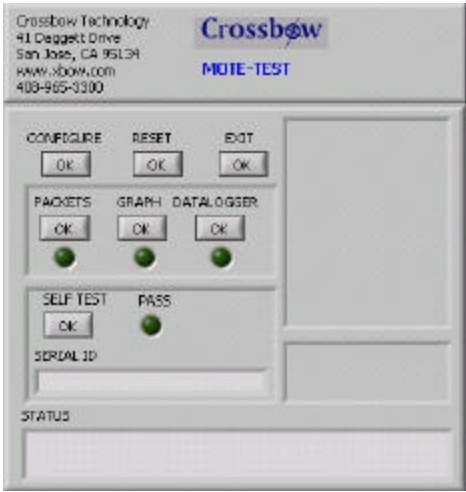 Crossbow Technology
41 Daggett Drive
San Jose, CA 95134
www.xbow.com
408-965-3300
Crossbow
MOTE-TEST
CONFIGURE RESET EXIT
OK OK OK
PACKETS GRAPH DATALOGGER
OK OK OK
SELF TEST PASS
OK
SERIAL ID
STATUS